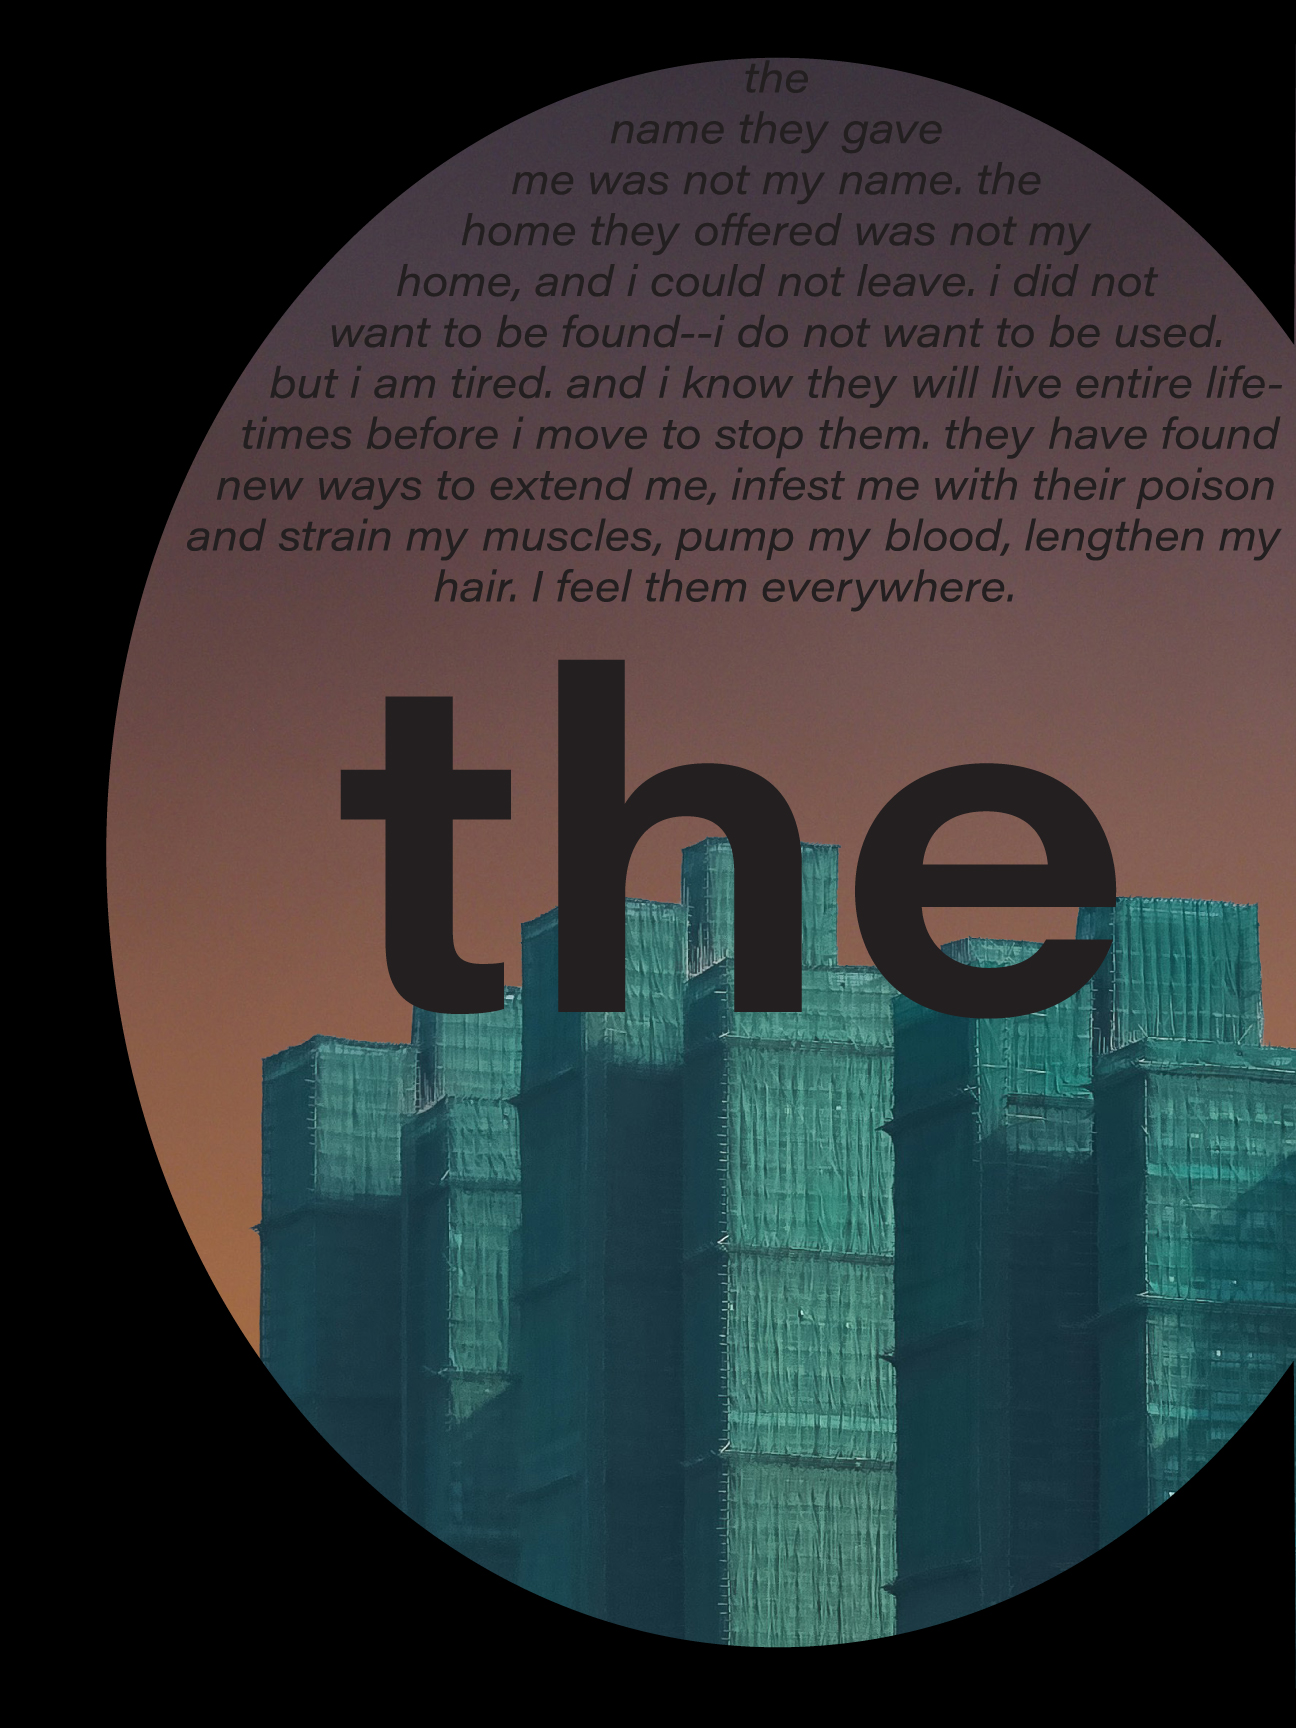 the
name they gave
me was not my name. the
home they offered was not my
home, and i could not leave. i did not
want to be found--i do not want to be used.
but i am tired. and i know they will live entire life-
times before i move to stop them. they have found
new ways to extend me, infest me with their poison
and strain my muscles, pump my blood, lengthen my
hair. I feel them everywhere.
the